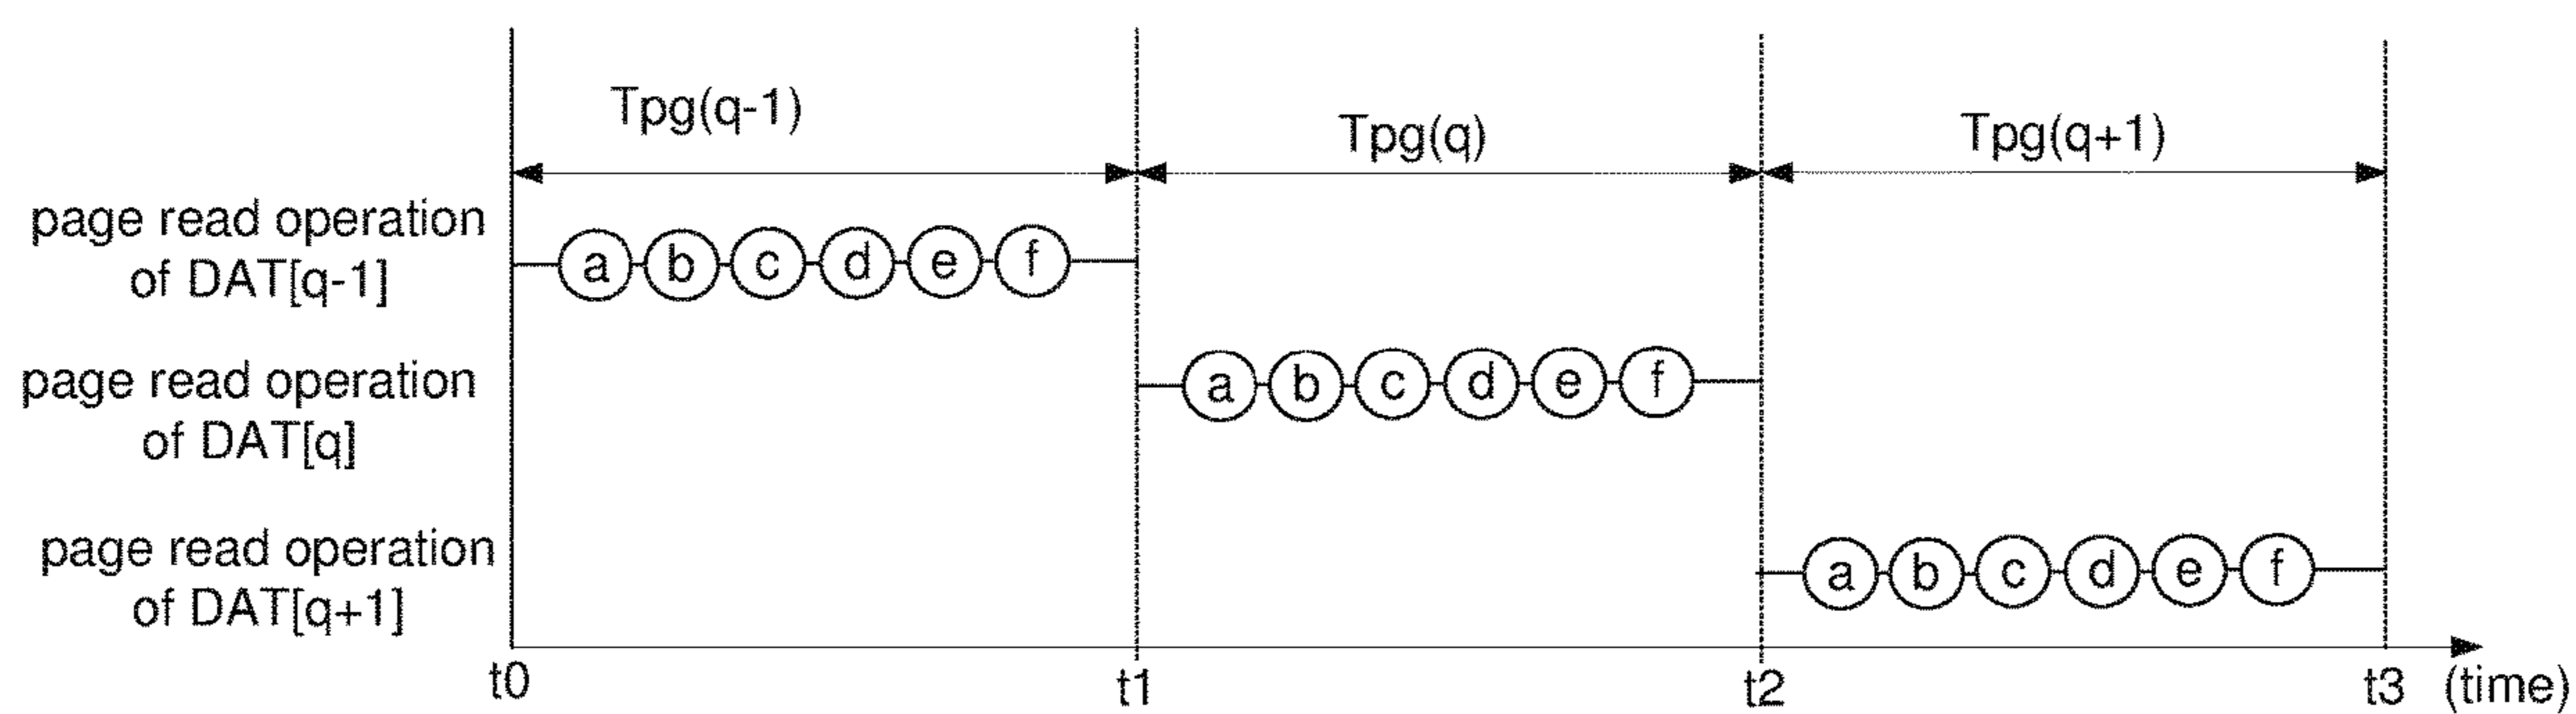 Tpg(q-1)
Tpg(q)
Tpg(q+1)
page read operation
of DAT[q-1]
a b c d e f
page read operation
of DAT[q]
a b c d e f
page read operation
of DAT[q+1]
a b c d e f
t0 t1 t2 t3 (time)